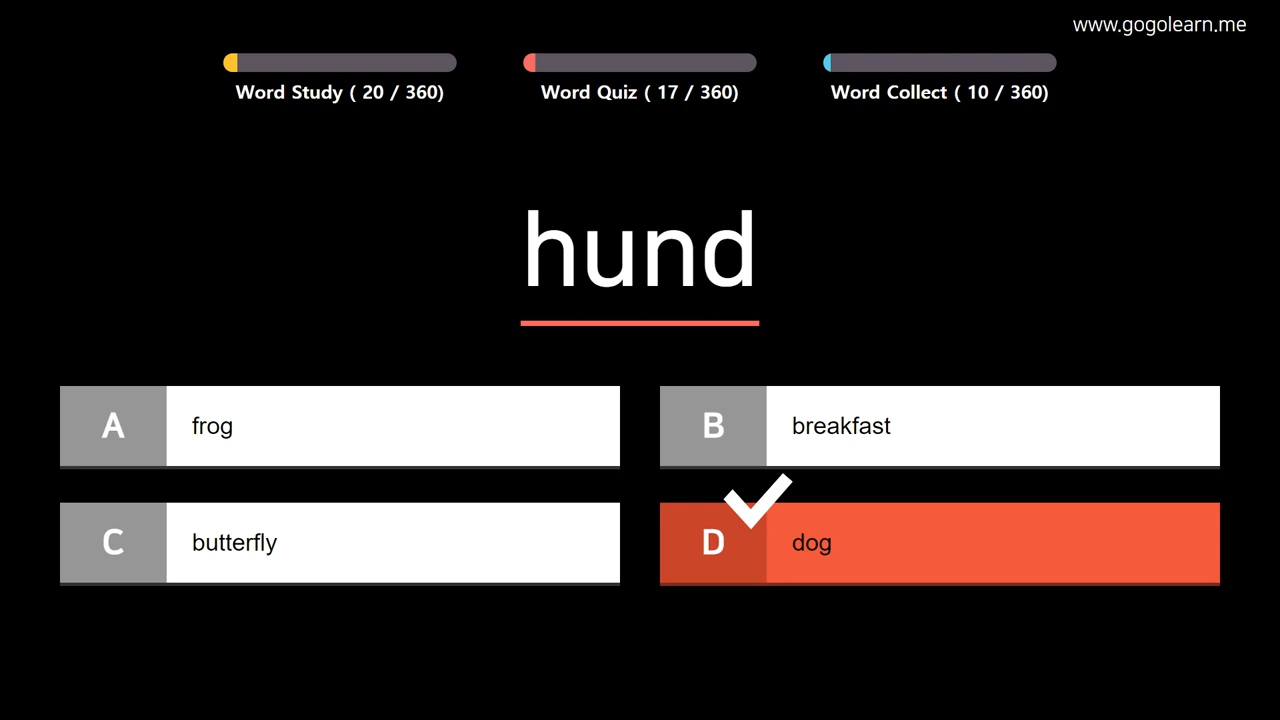 www.gogolearn.me
Word Study ( 20 / 360)
Word Quiz ( 17 / 360)
Word Collect ( 10 / 360)
hund
A frog
B breakfast
C butterfly
D dog